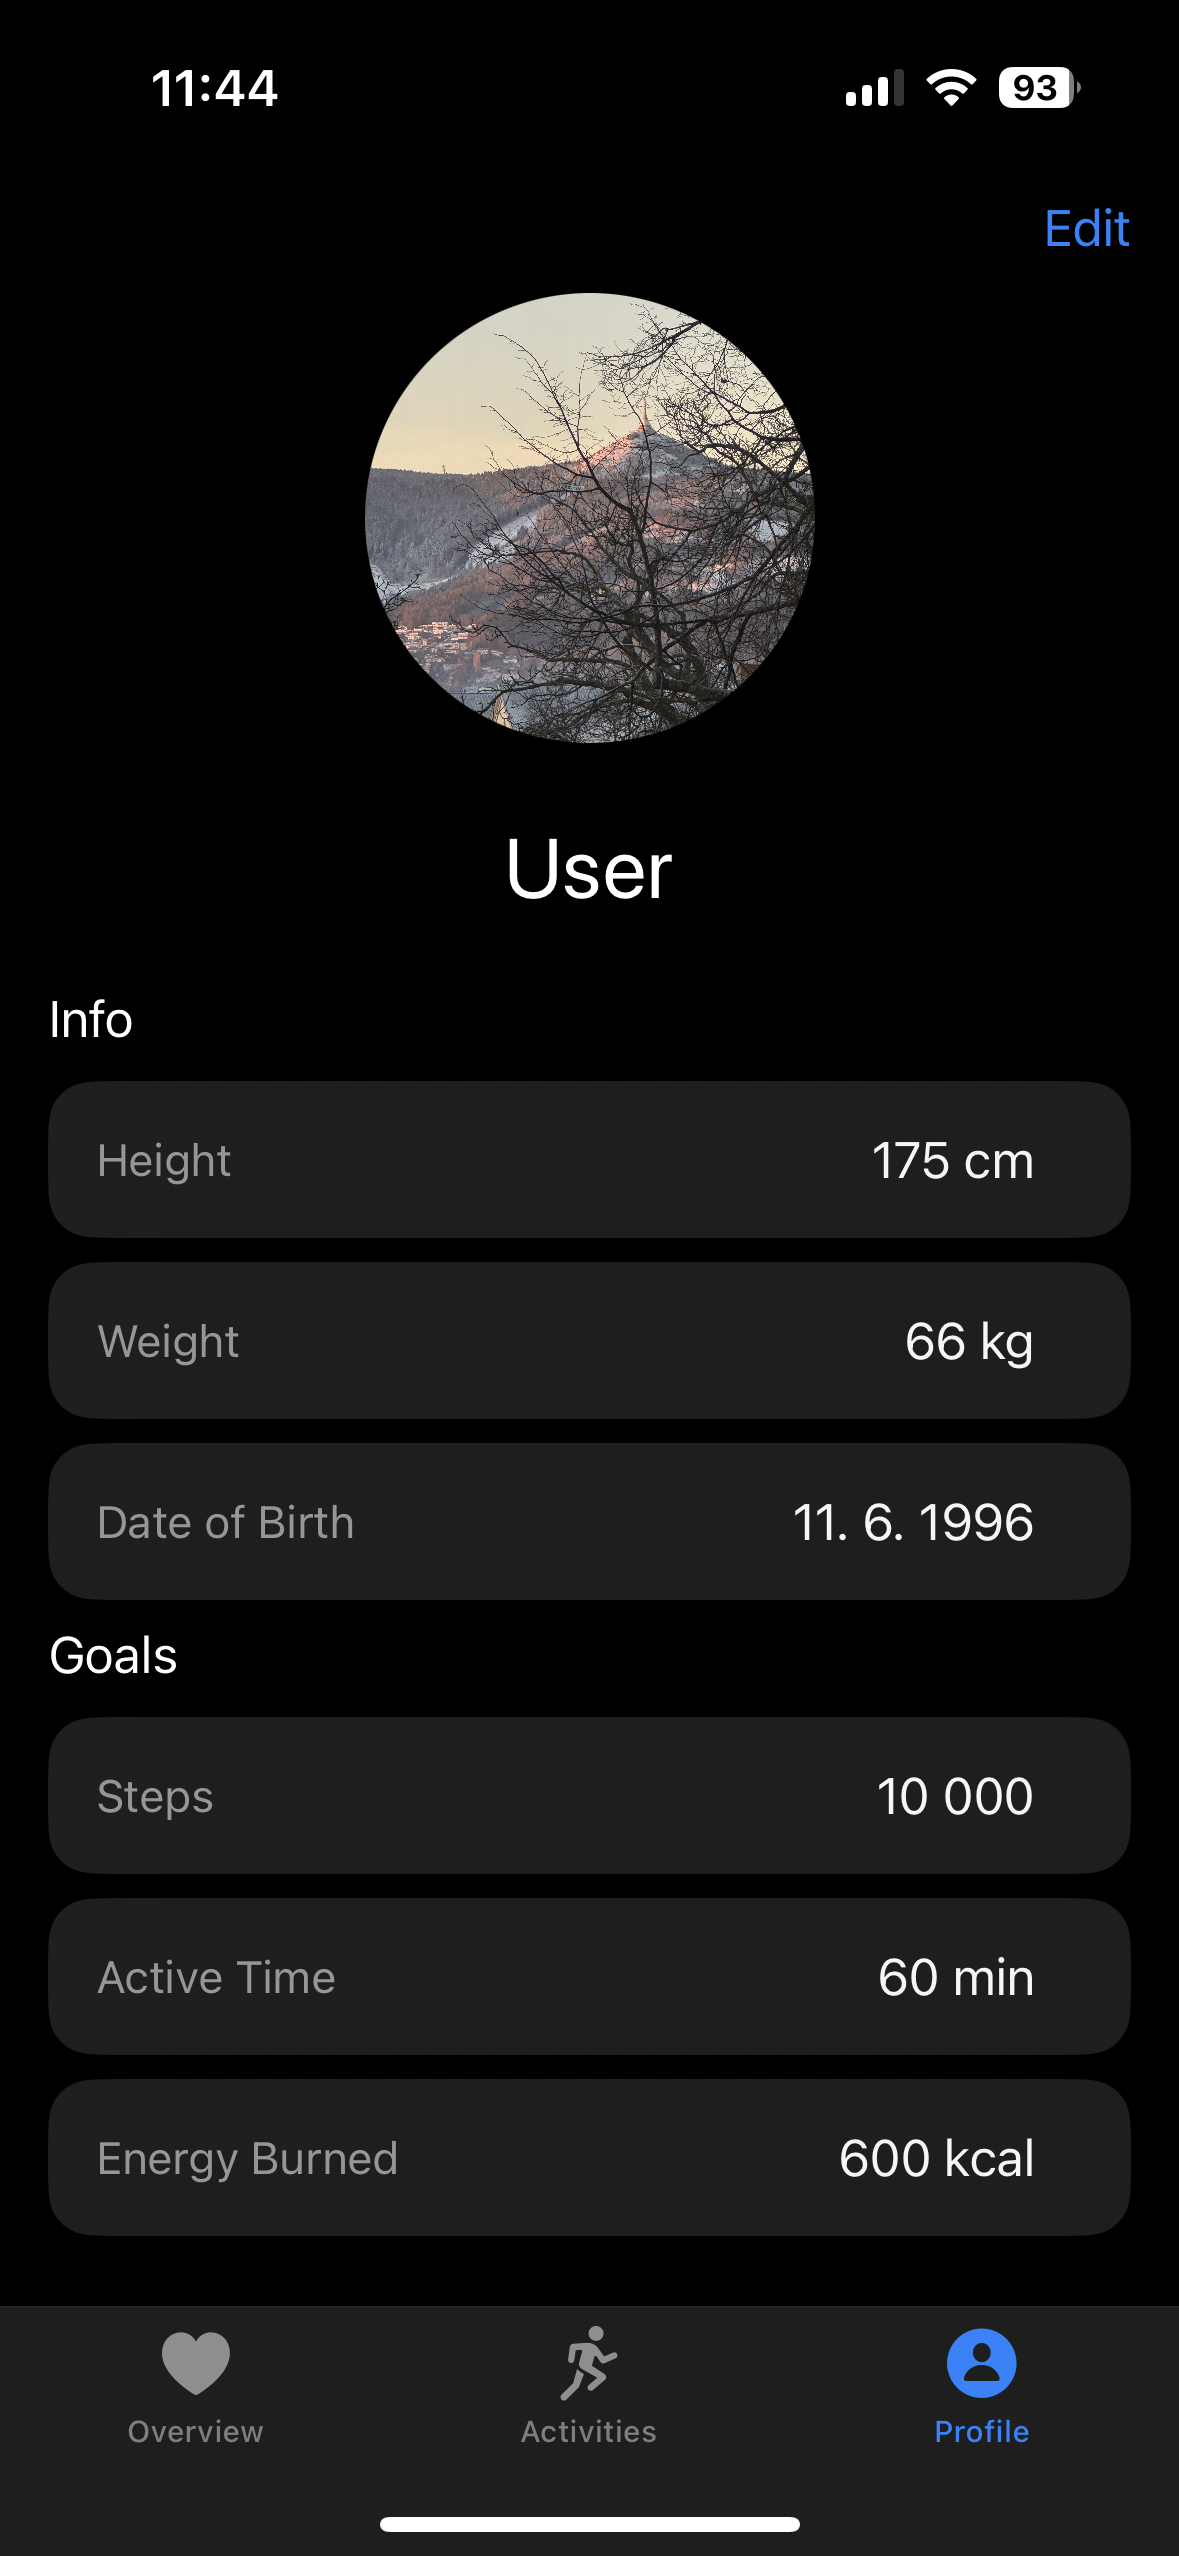 11:44
93
Edit
User
Info
Height 175 cm
Weight 66 kg
Date of Birth 11. 6. 1996
Goals
Steps 10 000
Active Time 60 min
Energy Burned 600 kcal
Overview Activities Profile